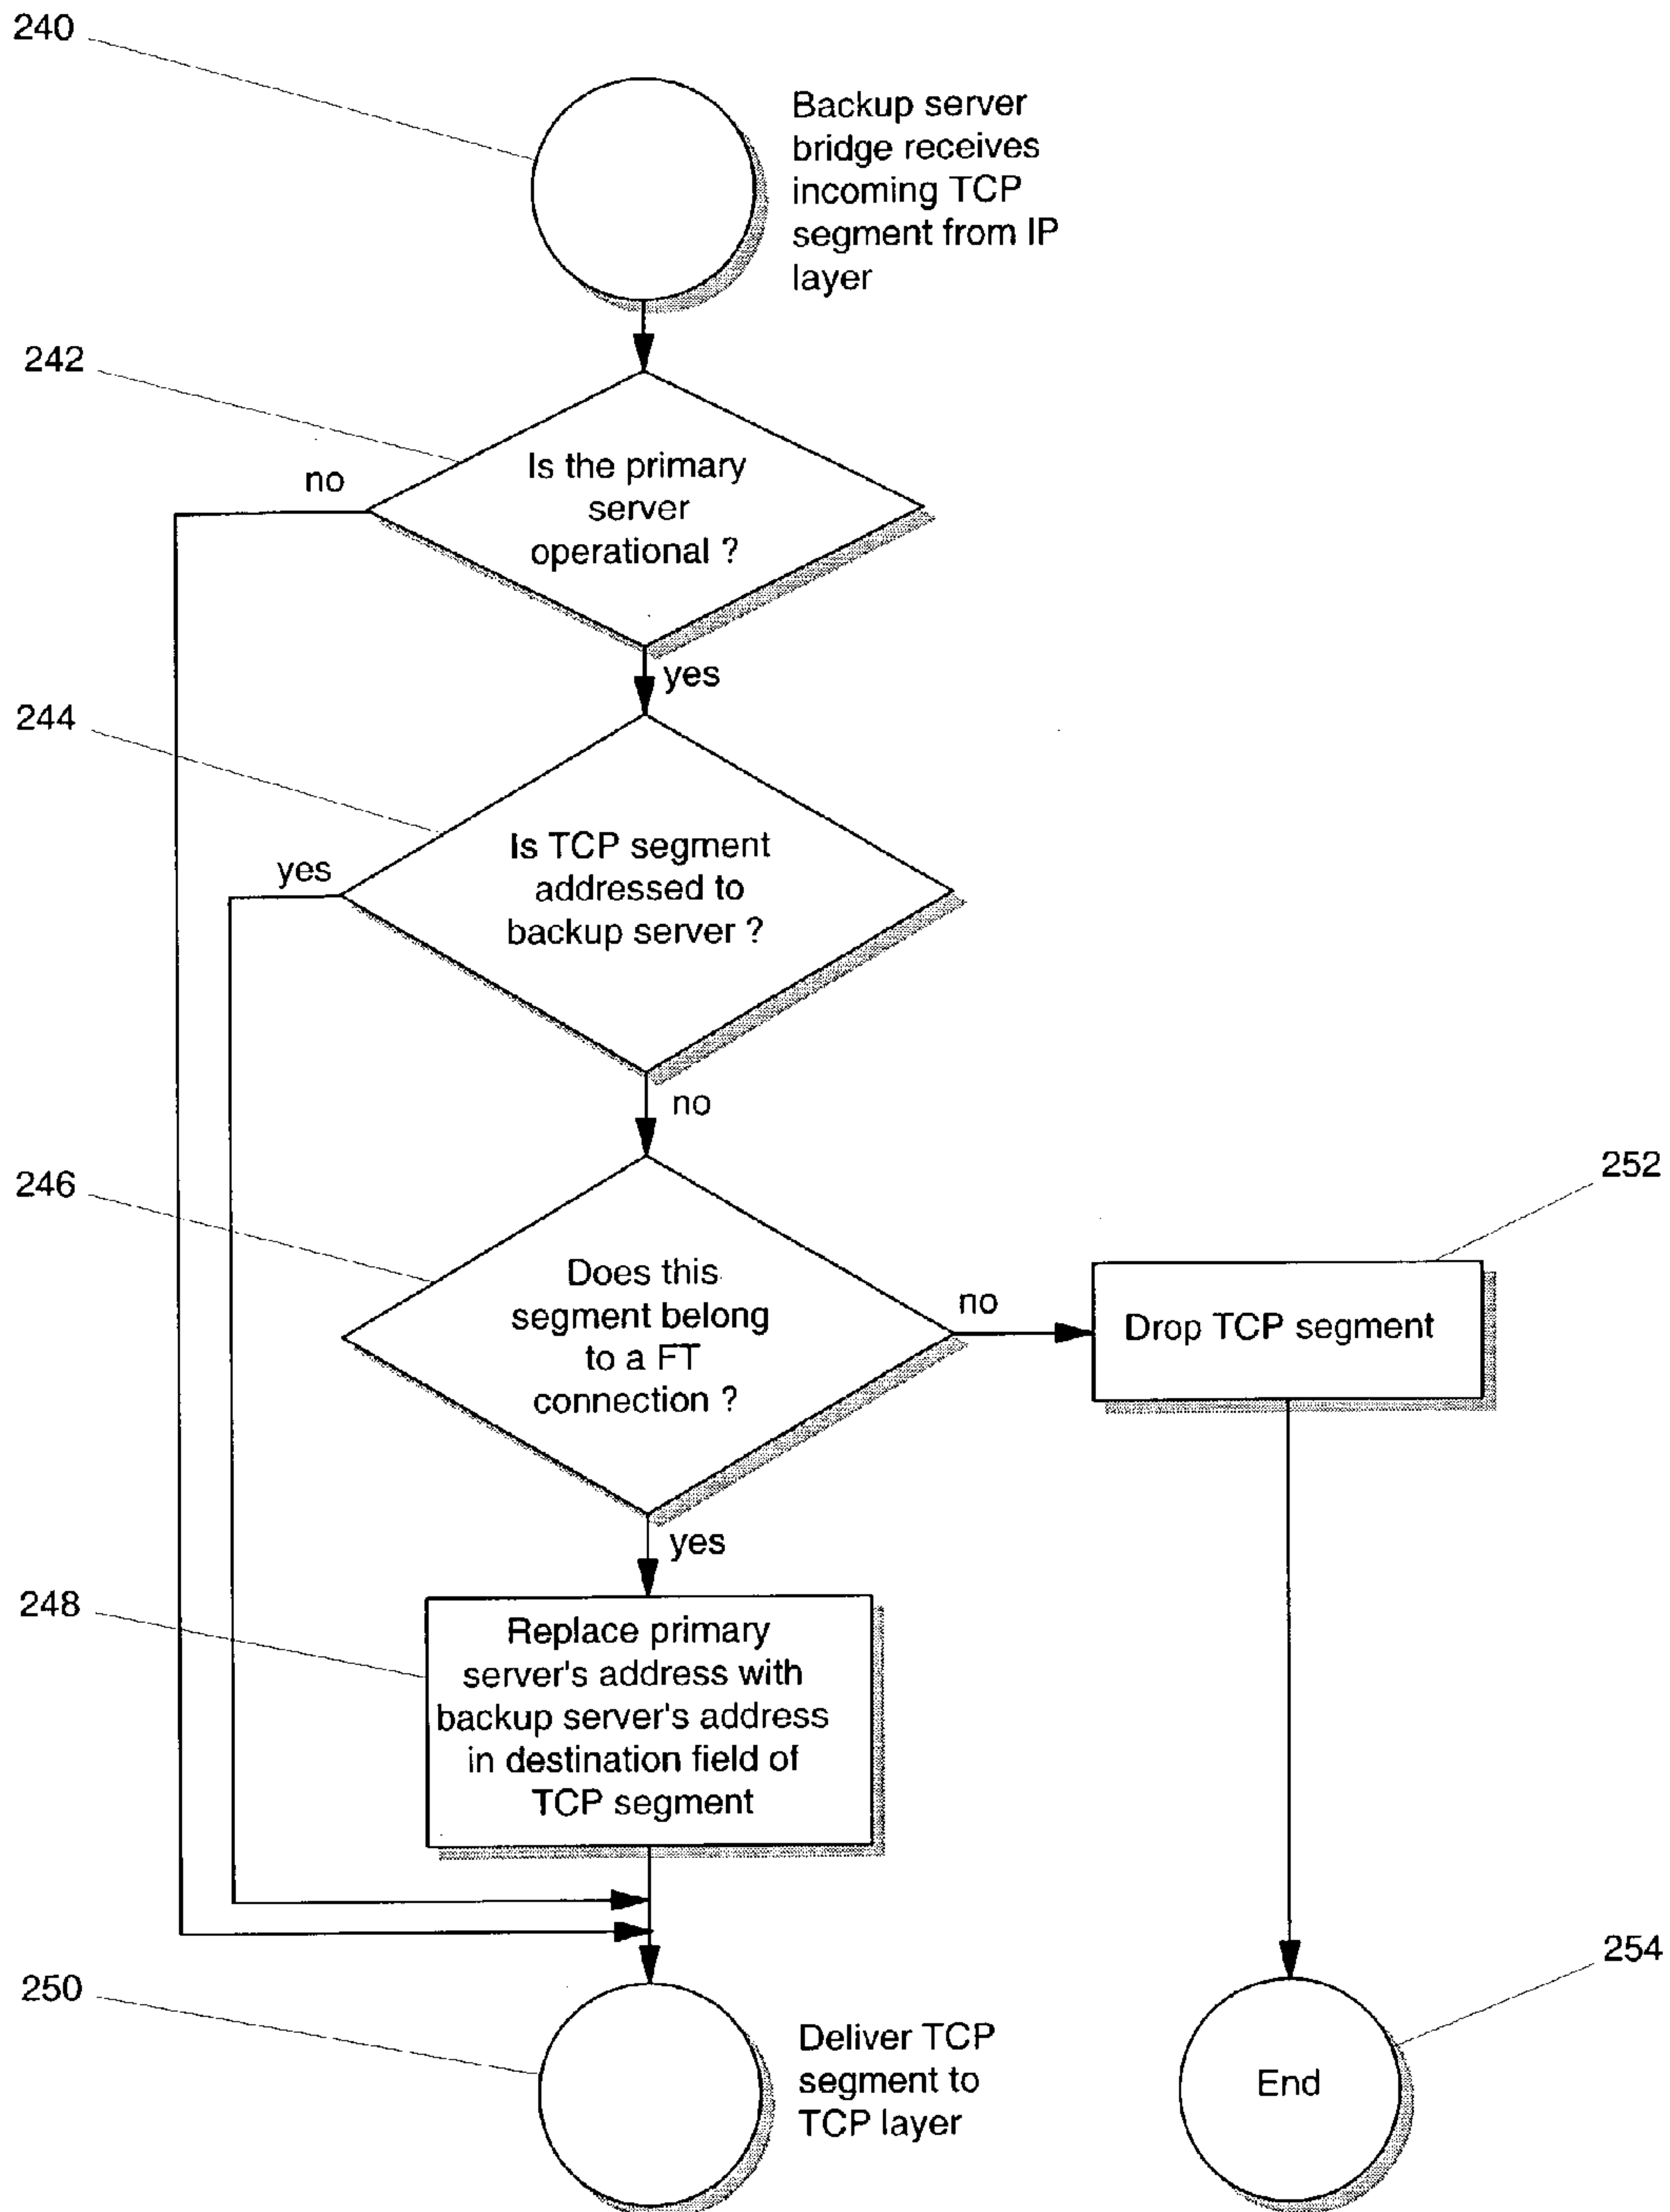 240
Backup server
bridge receives
incoming TCP
segment from IP
layer
242
no
Is the primary
server
operational ?
yes
244
yes
Is TCP segment
addressed to
backup server ?
no
246
Does this
segment belong
to a FT
connection ?
no
252
Drop TCP segment
yes
248
Replace primary
server's address with
backup server's address
in destination field of
TCP segment
250
Deliver TCP
segment to
TCP layer
254
End